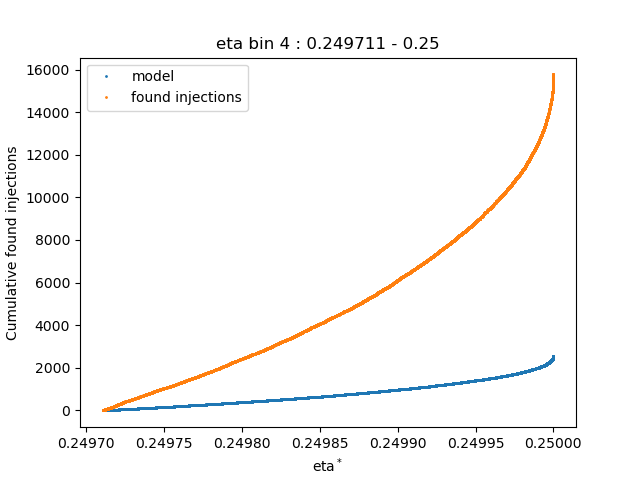 eta bin 4 : 0.249711 - 0.25
model
found injections
Cumulative found injections
16000
14000
12000
10000
8000
6000
4000
2000
0
0.24970 0.24975 0.24980 0.24985 0.24990 0.24995 0.25000
eta*